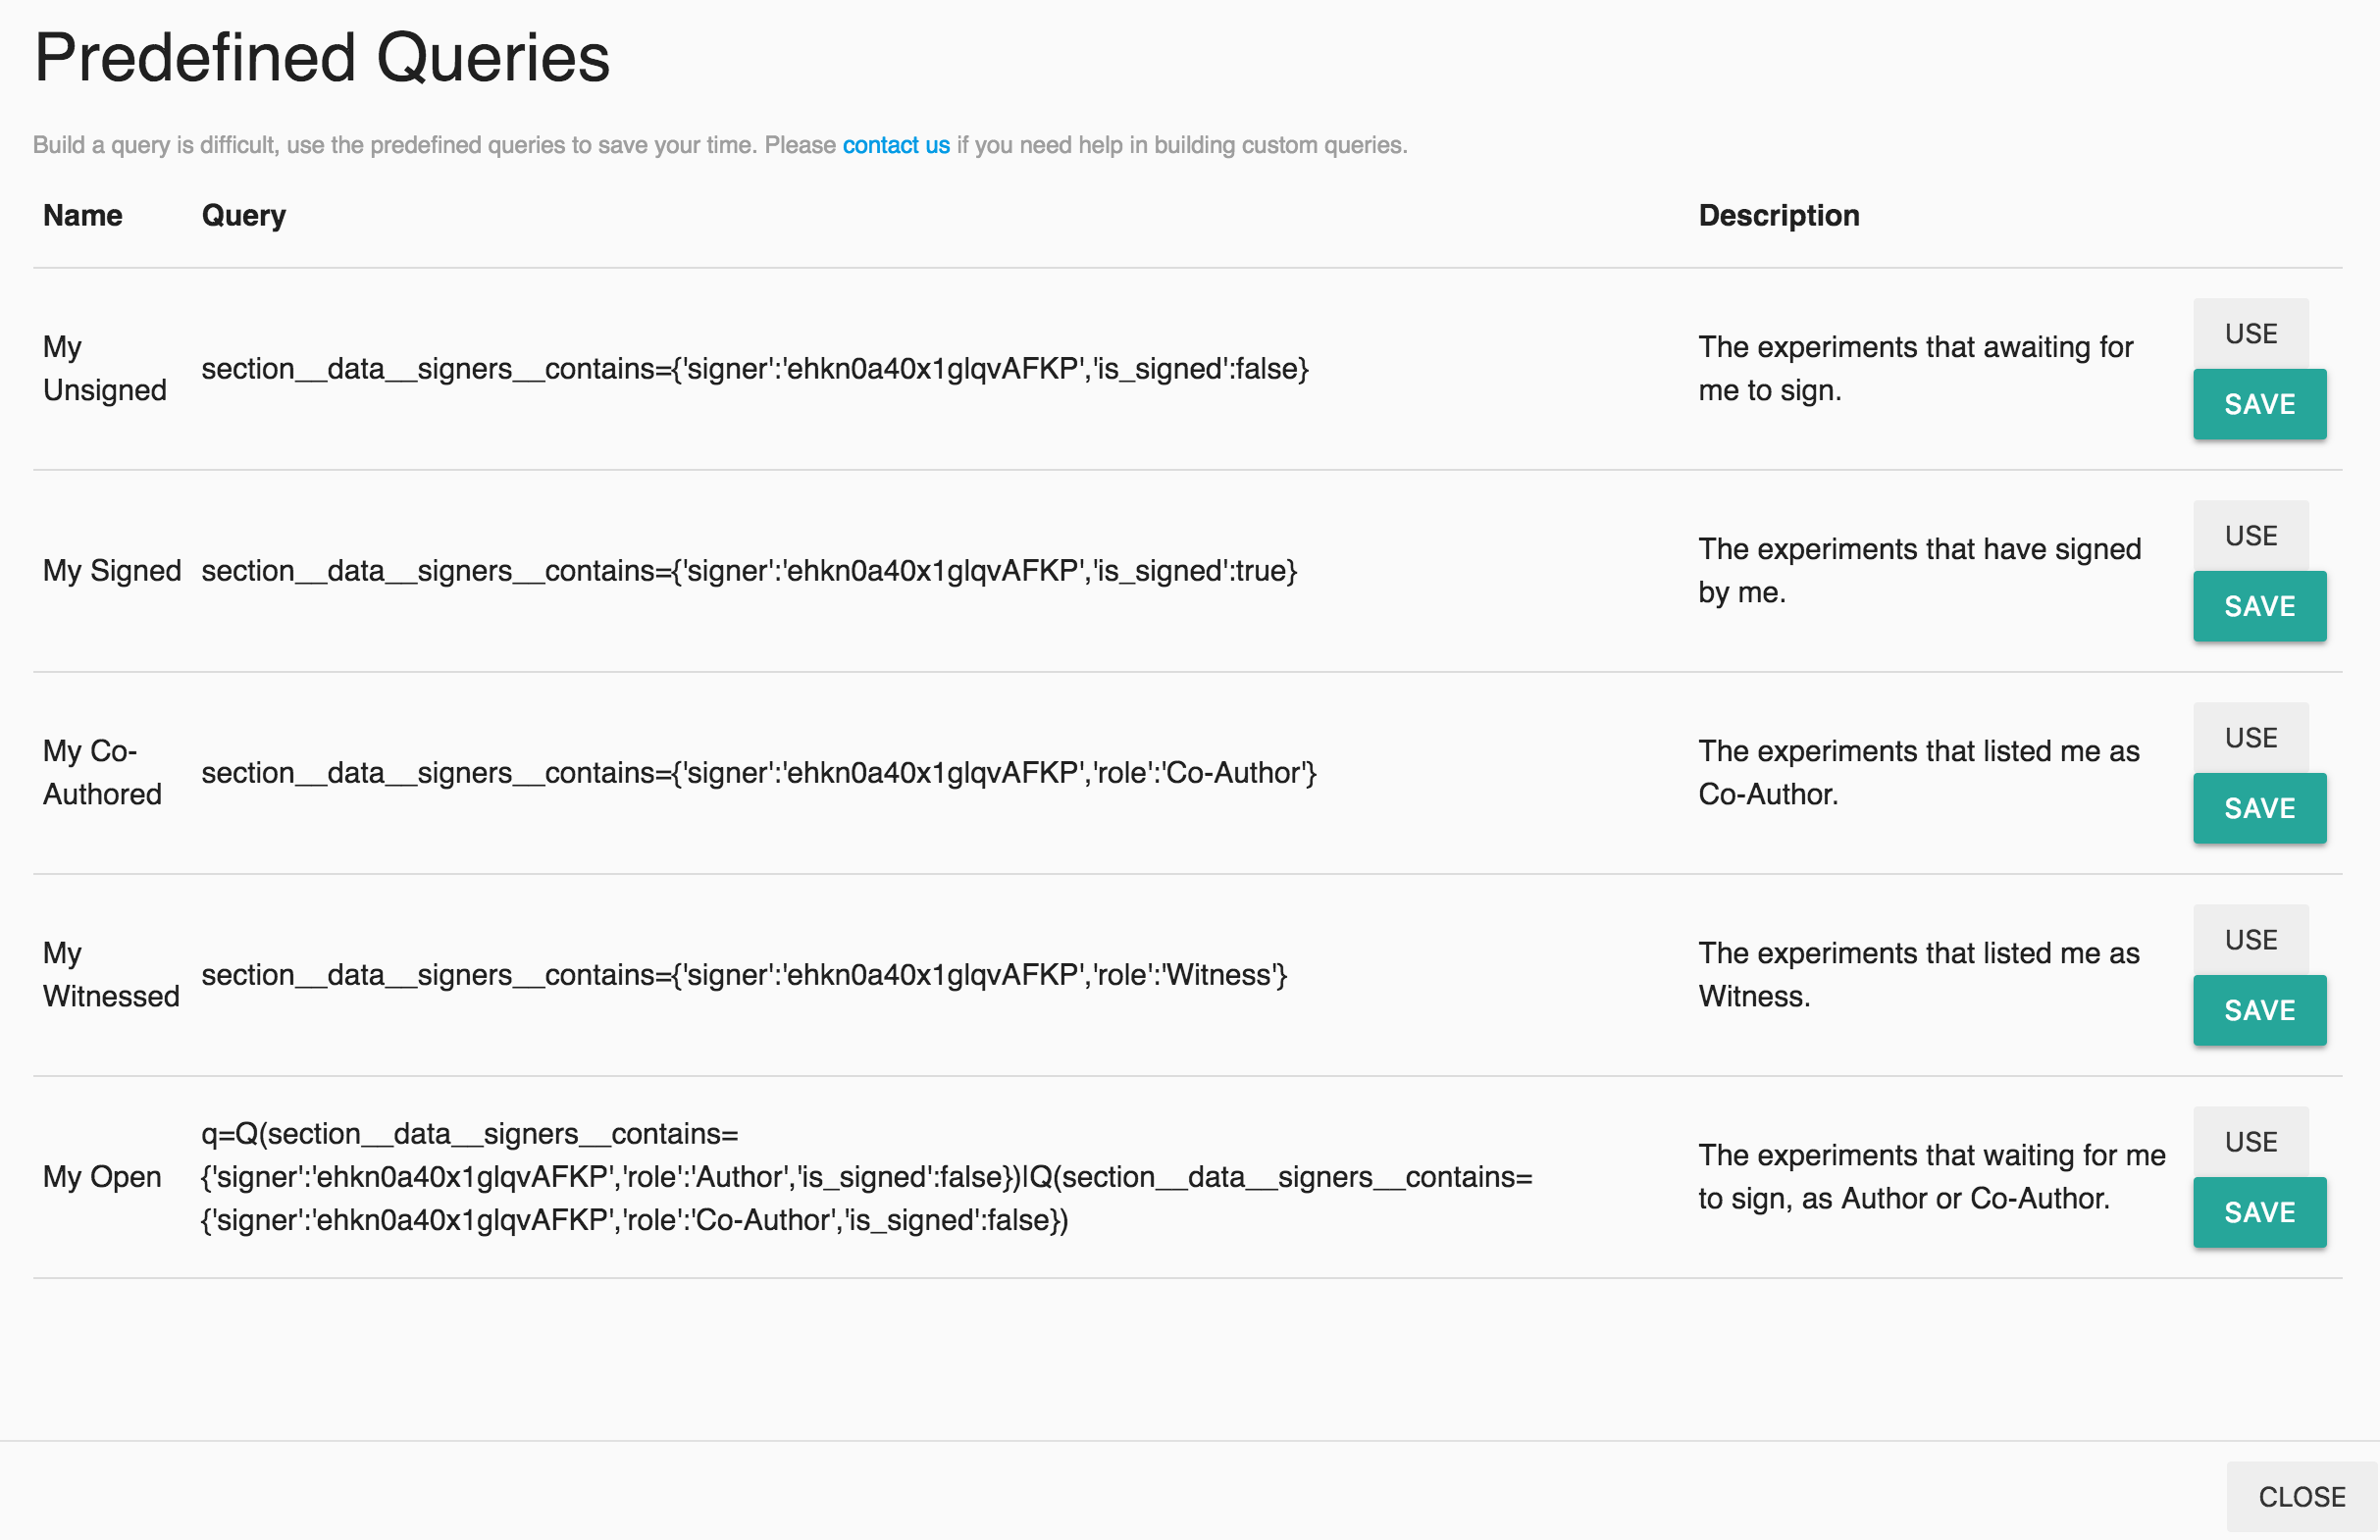 Predefined Queries
Build a query is difficult, use the predefined queries to save your time. Please contact us if you need help in building custom queries.
Name Query Description
My
Unsigned
section__data__signers__contains={'signer':'ehkn0a40x1glqvAFKP','is_signed':false}
The experiments that awaiting for
me to sign.
USE
SAVE
My Signed
section__data__signers__contains={'signer':'ehkn0a40x1glqvAFKP','is_signed':true}
The experiments that have signed
by me.
USE
SAVE
My Co-
Authored
section__data__signers__contains={'signer':'ehkn0a40x1glqvAFKP','role':'Co-Author'}
The experiments that listed me as
Co-Author.
USE
SAVE
My
Witnessed
section__data__signers__contains={'signer':'ehkn0a40x1glqvAFKP','role':'Witness'}
The experiments that listed me as
Witness.
USE
SAVE
My Open
q=Q(section__data__signers__contains=
{'signer':'ehkn0a40x1glqvAFKP','role':'Author','is_signed':false})|Q(section__data__signers__contains=
{'signer':'ehkn0a40x1glqvAFKP','role':'Co-Author','is_signed':false})
The experiments that waiting for me
to sign, as Author or Co-Author.
USE
SAVE
CLOSE